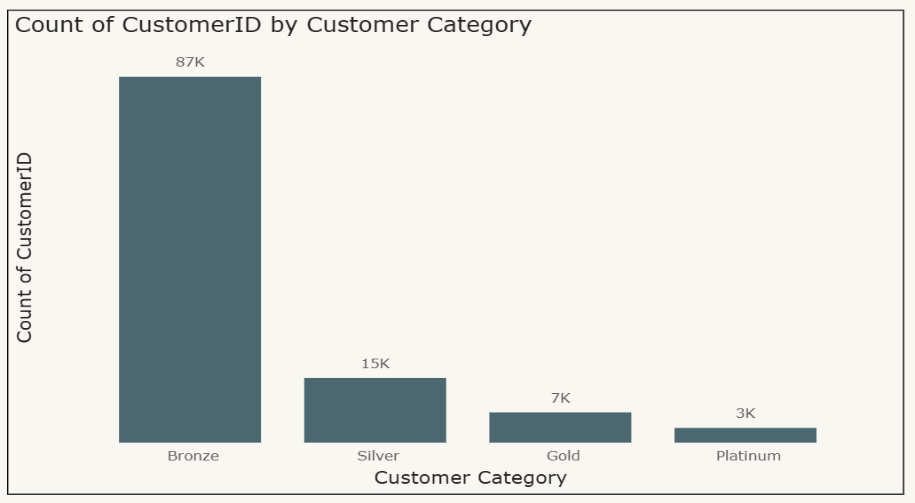 Count of CustomerID by Customer Category
87K
15K
7K
3K
Count of CustomerID
Bronze Silver Gold Platinum
Customer Category